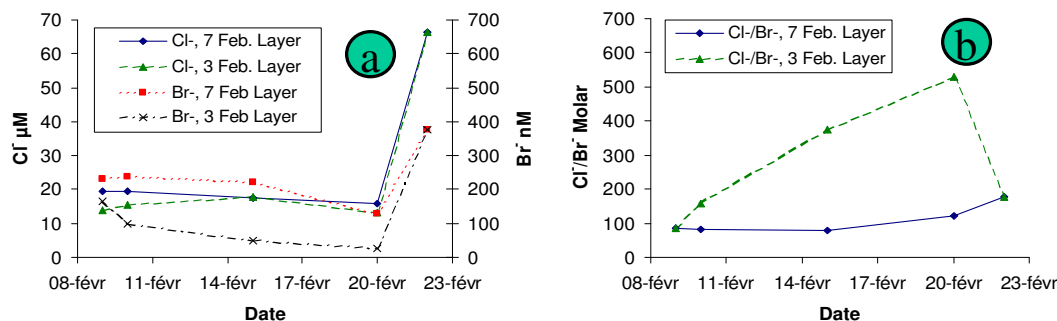 70
60
50
40
30
20
10
0
Cl- µM
Cl-, 7 Feb. Layer
Cl-, 3 Feb. Layer
Br-, 7 Feb Layer
Br-, 3 Feb Layer
a
700
600
500
400
300
200
100
0
Br- nM
08-févr 11-févr 14-févr 17-févr 20-févr 23-févr
Date
700
600
500
400
300
200
100
0
Cl-/Br- Molar
Cl-/Br-, 7 Feb. Layer
Cl-/Br-, 3 Feb. Layer
b
08-févr 11-févr 14-févr 17-févr 20-févr 23-févr
Date